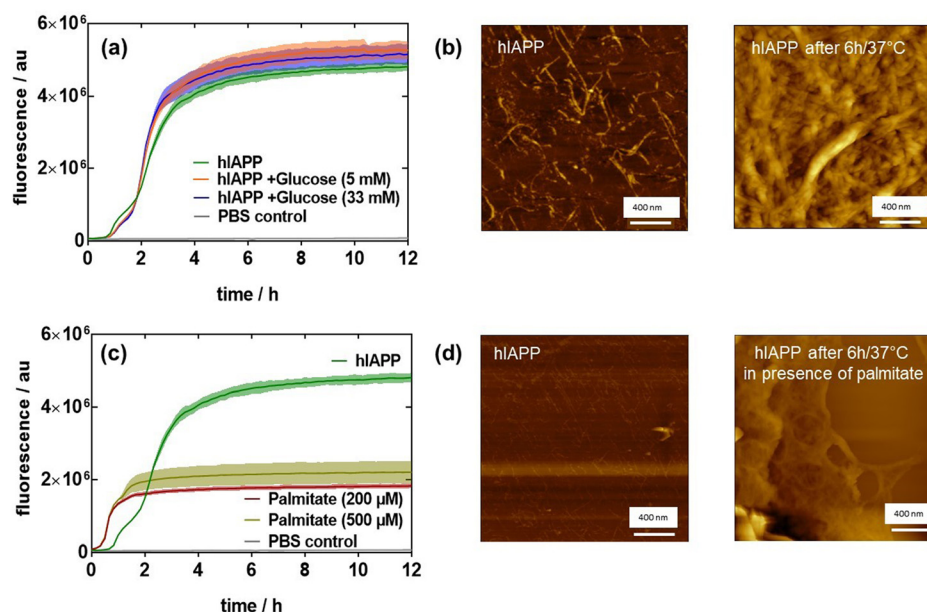 (a)
fluorescence / au
6×10⁶
4×10⁶
2×10⁶
0
hIAPP
hIAPP +Glucose (5 mM)
hIAPP +Glucose (33 mM)
PBS control
0 2 4 6 8 10 12
time / h
(b)
hIAPP
400 nm
hIAPP after 6h/37°C
400 nm
(c)
fluorescence / au
6×10⁶
4×10⁶
2×10⁶
0
hIAPP
Palmitate (200 µM)
Palmitate (500 µM)
PBS control
0 2 4 6 8 10 12
time / h
(d)
hIAPP
400 nm
hIAPP after 6h/37°C
in presence of palmitate
400 nm